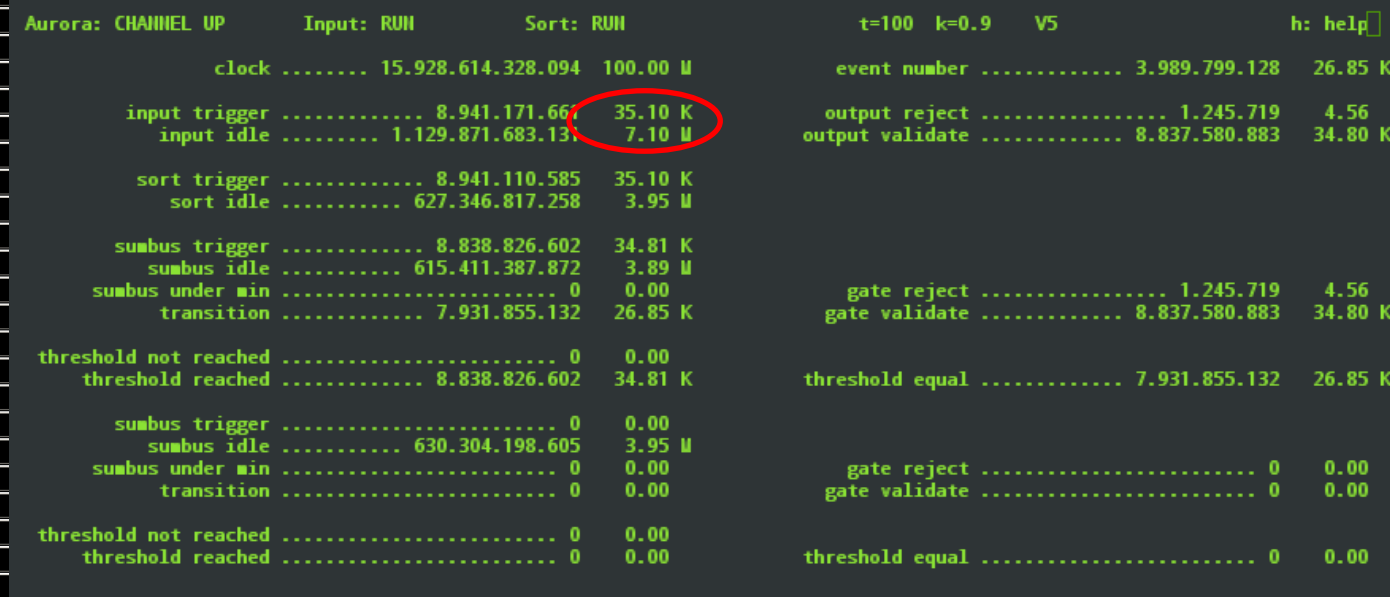 Aurora: CHANNEL UP Input: RUN Sort: RUN t=100 k=0.9 V5 h: help
clock ........ 15.928.614.328.094 100.00 M event number ............. 3.989.799.128 26.85 K
input trigger ............. 8.941.171.66 35.10 K output reject ................. 1.245.719 4.56
input idle ......... 1.129.871.683.13 7.10 M output validate ............. 8.837.580.883 34.80 K
sort trigger ............. 8.941.110.585 35.10 K
sort idle ........... 627.346.817.258 3.95 M
sumbus trigger ............. 8.838.826.602 34.81 K
sumbus idle ........... 615.411.387.872 3.89 M
sumbus under min ......................... 0 0.00 gate reject ................. 1.245.719 4.56
transition ............. 7.931.855.132 26.85 K gate validate ............. 8.837.580.883 34.80 K
threshold not reached ......................... 0 0.00
threshold reached ............. 8.838.826.602 34.81 K threshold equal ............. 7.931.855.132 26.85 K
sumbus trigger ......................... 0 0.00
sumbus idle ........... 630.304.198.605 3.95 M
sumbus under min ......................... 0 0.00 gate reject ......................... 0 0.00
transition ......................... 0 0.00 gate validate ......................... 0 0.00
threshold not reached ......................... 0 0.00
threshold reached ......................... 0 0.00 threshold equal ......................... 0 0.00